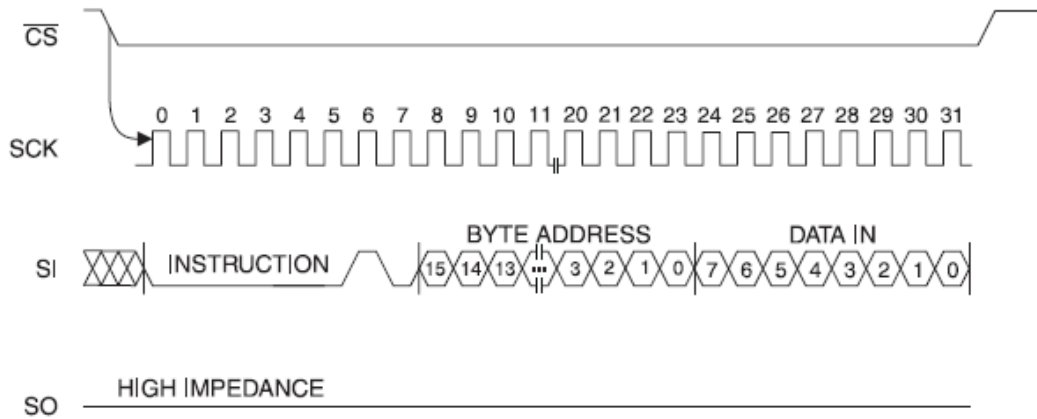 CS
0 1 2 3 4 5 6 7 8 9 10 11 20 21 22 23 24 25 26 27 28 29 30 31
SCK
BYTE ADDRESS DATA IN
SI INSTRUCTION 15 14 13 ... 3 2 1 0 7 6 5 4 3 2 1 0
HIGH IMPEDANCE
SO